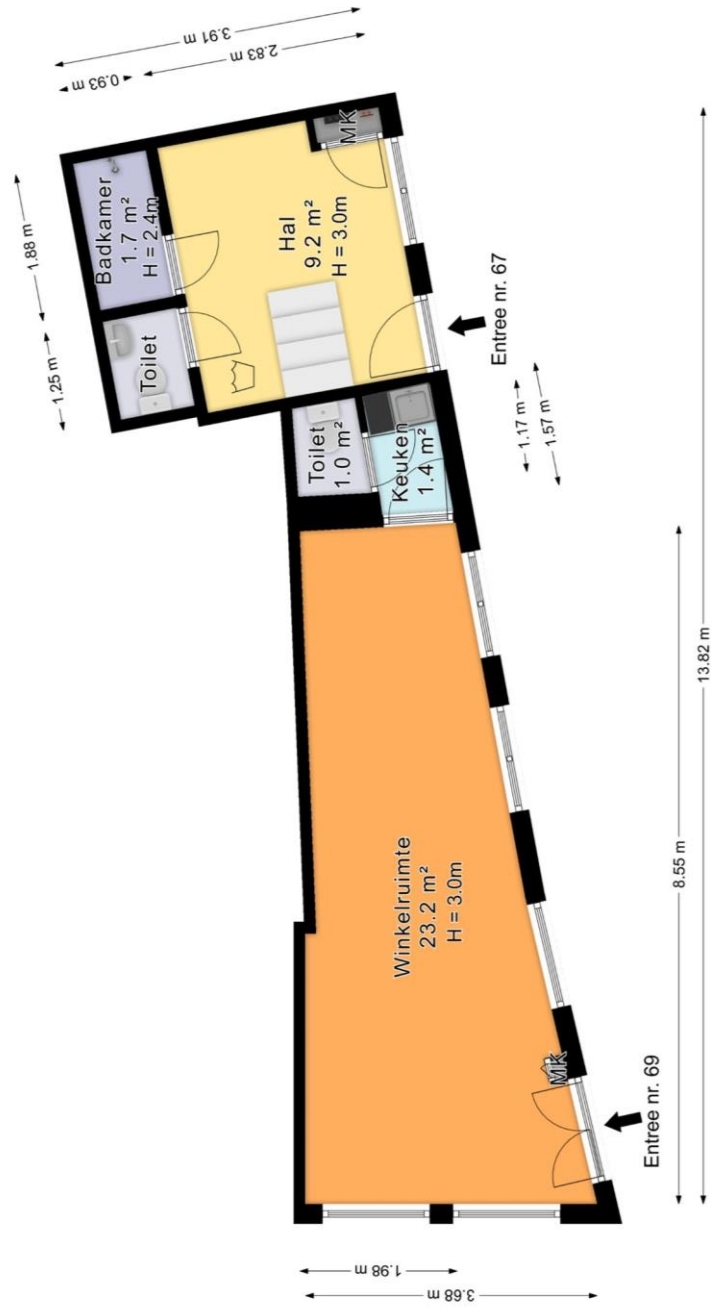 3.91 m
0.93 m
2.83 m
1.88 m
1.25 m
Badkamer
1.7 m²
H = 2.4m
Toilet
Hal
9.2 m²
H = 3.0m
MK
Entree nr. 67
Toilet
1.0 m²
Keuken
1.4 m²
1.17 m
1.57 m
Winkelruimte
23.2 m²
H = 3.0m
MK
Entree nr. 69
8.55 m
13.82 m
1.98 m
3.68 m